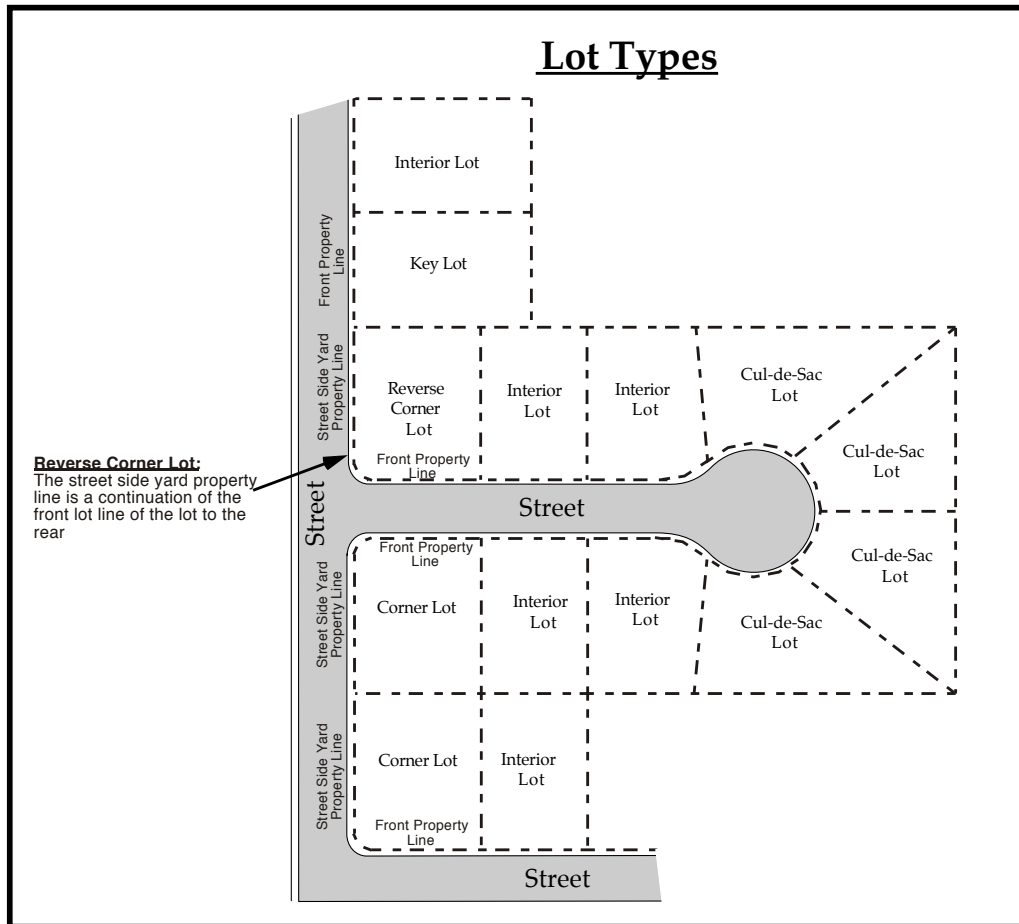 Lot Types
Interior Lot
Front Property
Line
Key Lot
Street Side Yard
Property Line
Reverse
Corner
Lot
Interior
Lot
Interior
Lot
Cul-de-Sac
Lot
Cul-de-Sac
Lot
Front Property
Line
Reverse Corner Lot:
The street side yard property
line is a continuation of the
front lot line of the lot to the
rear
Street
Street
Front Property
Line
Street Side Yard
Property Line
Corner Lot
Interior
Lot
Interior
Lot
Cul-de-Sac
Lot
Cul-de-Sac
Lot
Street Side Yard
Property Line
Corner Lot
Interior
Lot
Front Property
Line
Street